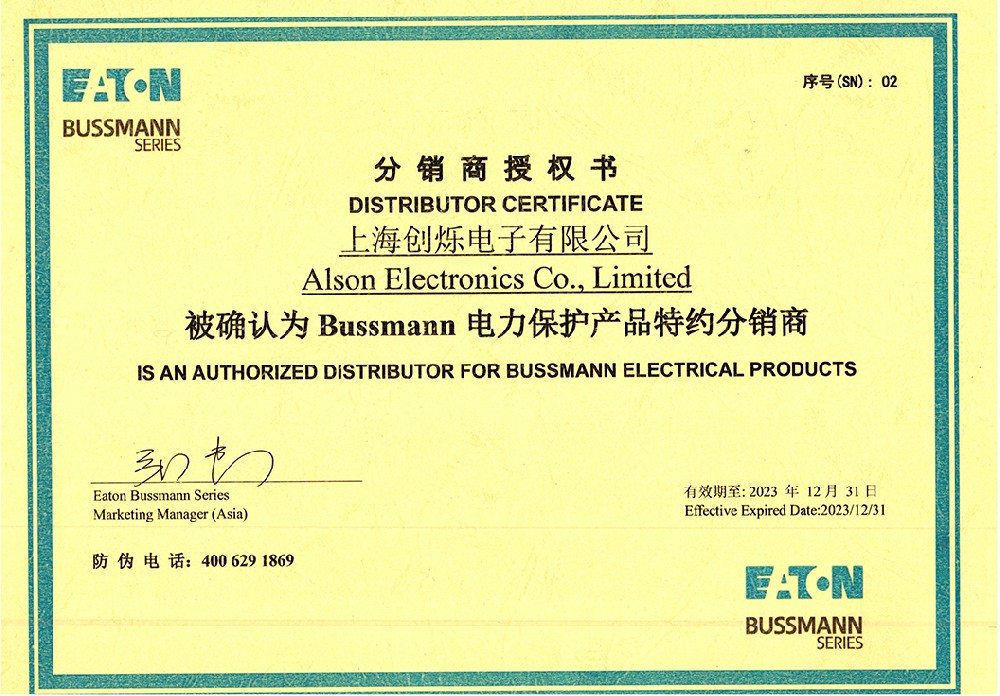 EATON
BUSSMANN
SERIES
序号(SN): 02
分销商授权书
DISTRIBUTOR CERTIFICATE
上海创烁电子有限公司
Alson Electronics Co., Limited
被确认为 Bussmann 电力保护产品特约分销商
IS AN AUTHORIZED DISTRIBUTOR FOR BUSSMANN ELECTRICAL PRODUCTS
Eaton Bussmann Series
Marketing Manager (Asia)
有效期至: 2023 年 12 月 31 日
Effective Expired Date:2023/12/31
防伪电话: 400 629 1869
EATON
BUSSMANN
SERIES